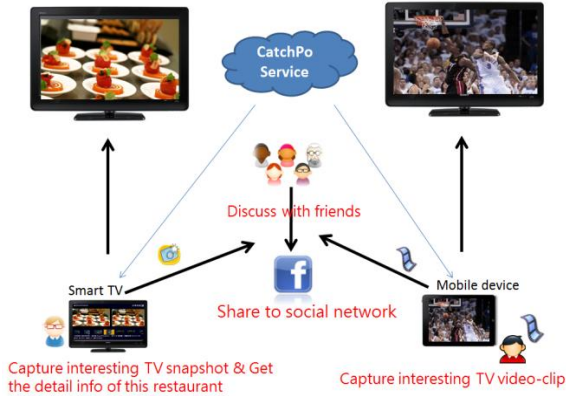 CatchPo
Service
Discuss with friends
Smart TV
f
Mobile device
Share to social network
Capture interesting TV snapshot & Get
the detail info of this restaurant
Capture interesting TV video-clip